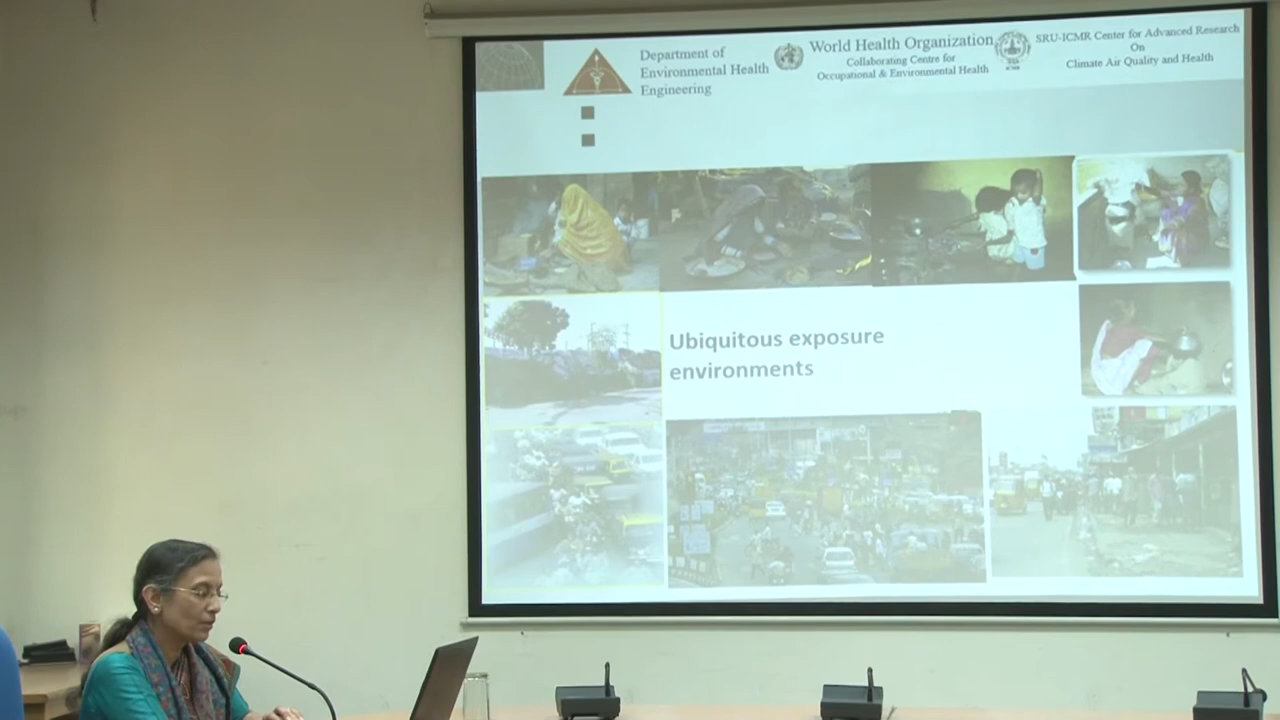 Department of
Environmental Health
Engineering
World Health Organization
Collaborating Centre for
Occupational & Environmental Health
SRU-ICMR Center for Advanced Research
On
Climate Air Quality and Health
Ubiquitous exposure
environments